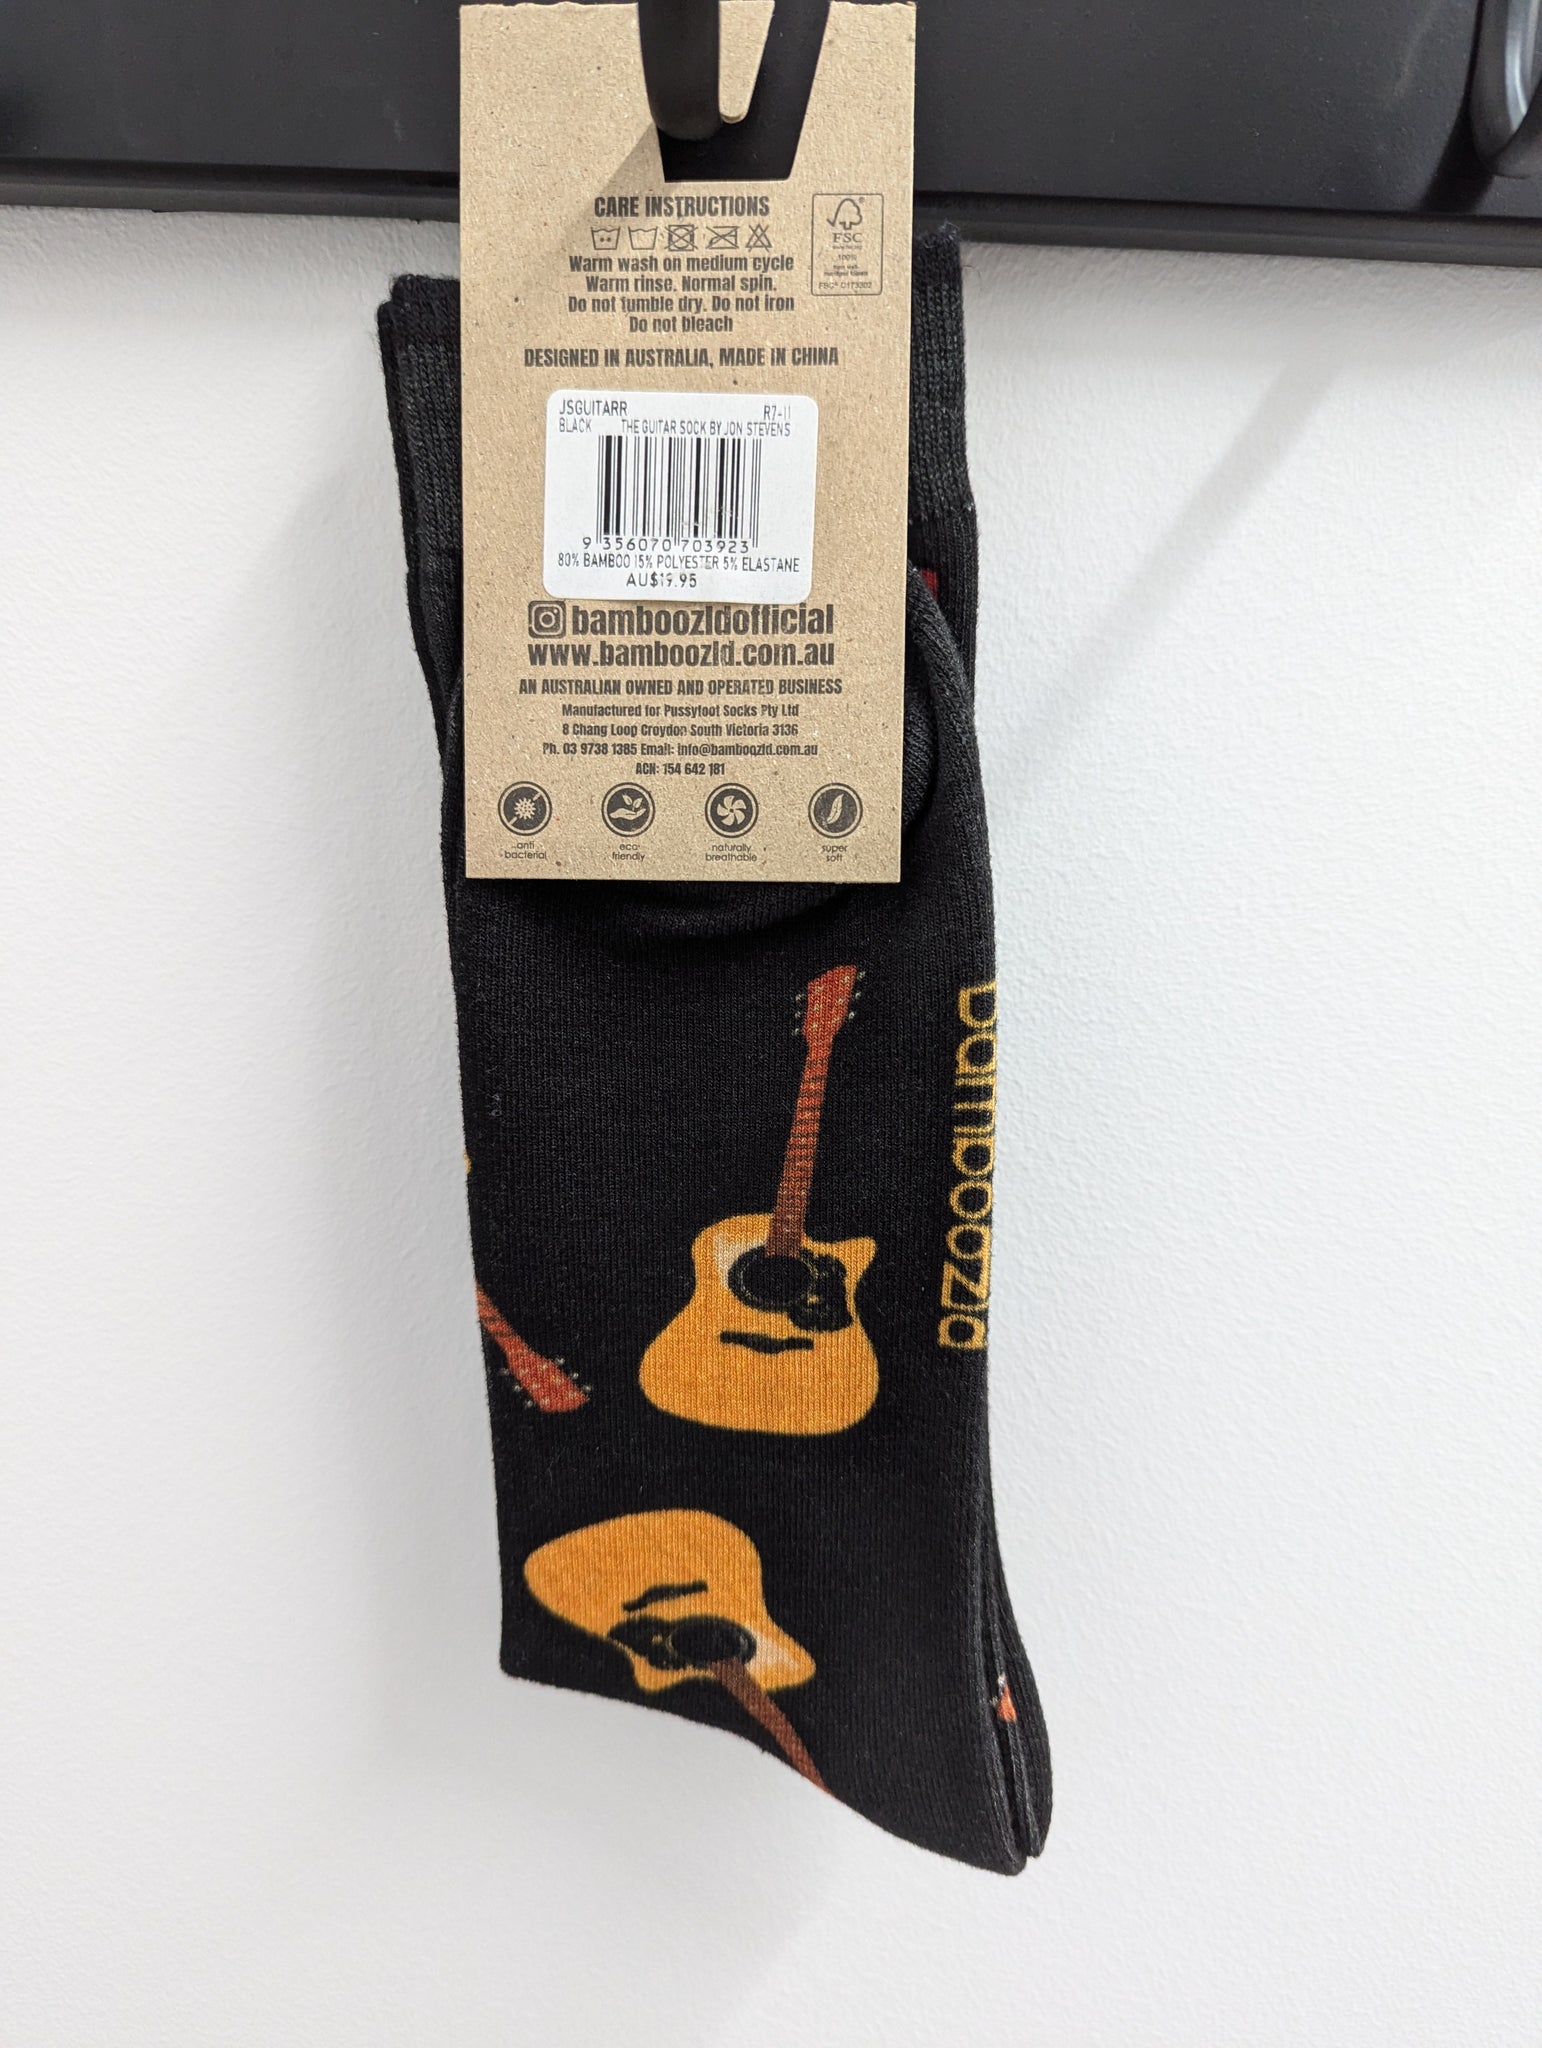 CARE INSTRUCTIONS
Warm wash on medium cycle
Warm rinse. Normal spin.
Do not tumble dry. Do not iron
Do not bleach
FSC
100%
FSC® C173302
DESIGNED IN AUSTRALIA, MADE IN CHINA
JSGUITARR R7-11
BLACK THE GUITAR SOCK BY JON STEVENS
9 356070 703923
80% BAMBOO 15% POLYESTER 5% ELASTANE
AU$19.95
bamboozldofficial
www.bamboozld.com.au
AN AUSTRALIAN OWNED AND OPERATED BUSINESS
Manufactured for Pussyfoot Socks Pty Ltd
8 Chang Loop Croydon South Victoria 3136
Ph. 03 9738 1385 Email: info@bamboozld.com.au
ACN: 154 642 181
anti
-bacterial
eco-
friendly
naturally
breathable
super
soft
bamboozld